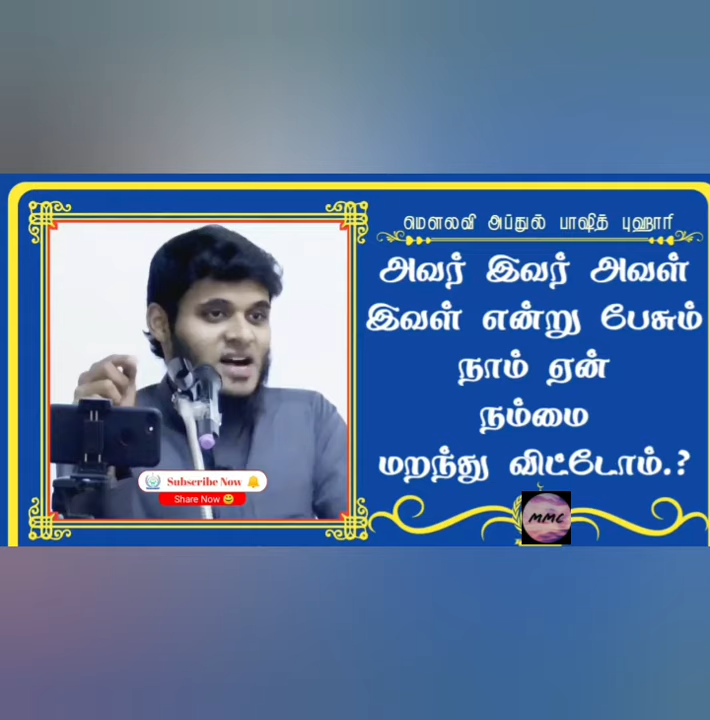 மௌலவி அப்துல் பாஷித் புஹாரி
அவர் இவர் அவள்
இவள் என்று பேசும்
நாம் ஏன்
நம்மை
மறந்து விட்டோம்.?
Subscribe Now
Share Now
MMC